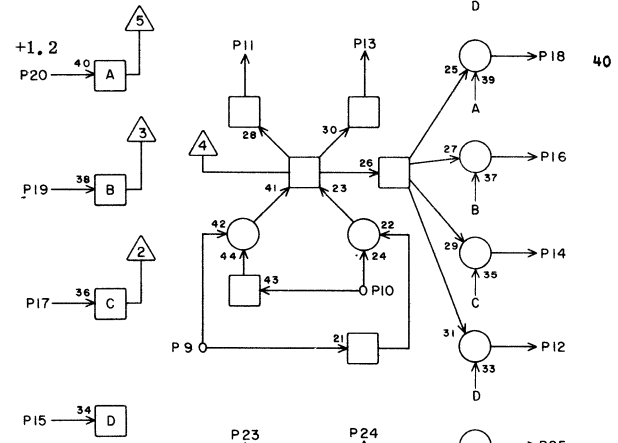 D
5
+1.2
P20 40 A
P11
P13
25 39 P18 40
A
3
28
30
4
P19 38 B
27 37 P16
26
41
23
B
2
42
22
29 35 P14
44
24
P17 36 C
43
P10
C
P9
21
31 33 P12
D
P15 34 D
P23
P24